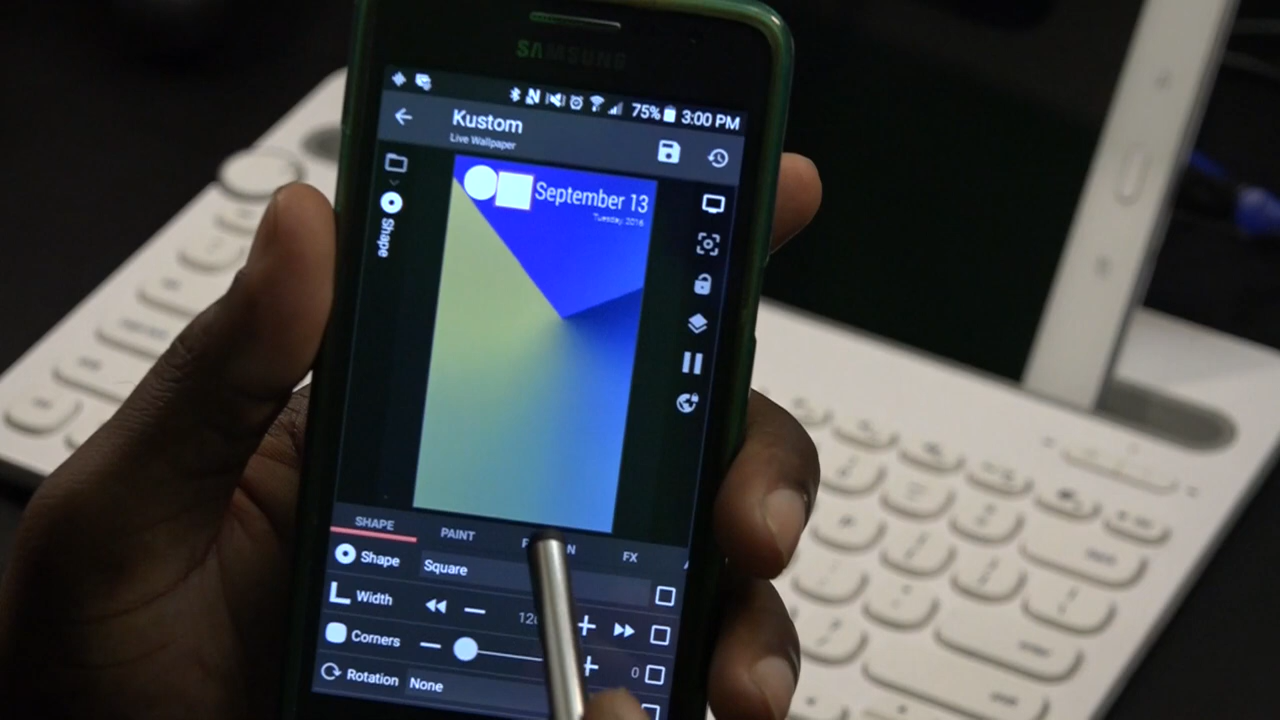 SAMSUNG
75% 3:00 PM
Kustom
Live Wallpaper
Shape
September 13
Tuesday, 2016
SHAPE PAINT FX
Shape Square
Width
Corners 0
Rotation None